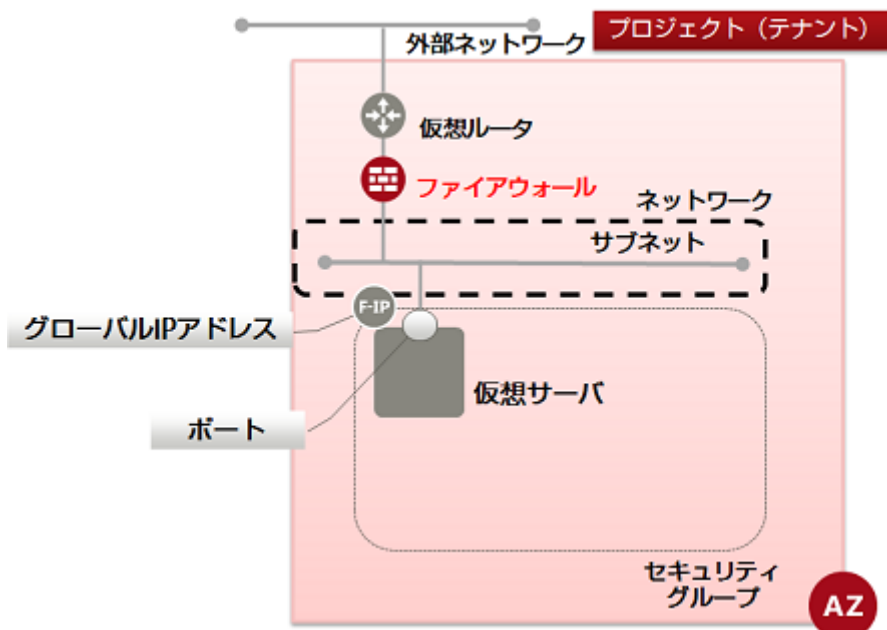 プロジェクト（テナント）
外部ネットワーク
仮想ルータ
ファイアウォール
ネットワーク
サブネット
F-IP
グローバルIPアドレス
仮想サーバ
ポート
セキュリティ
グループ
AZ